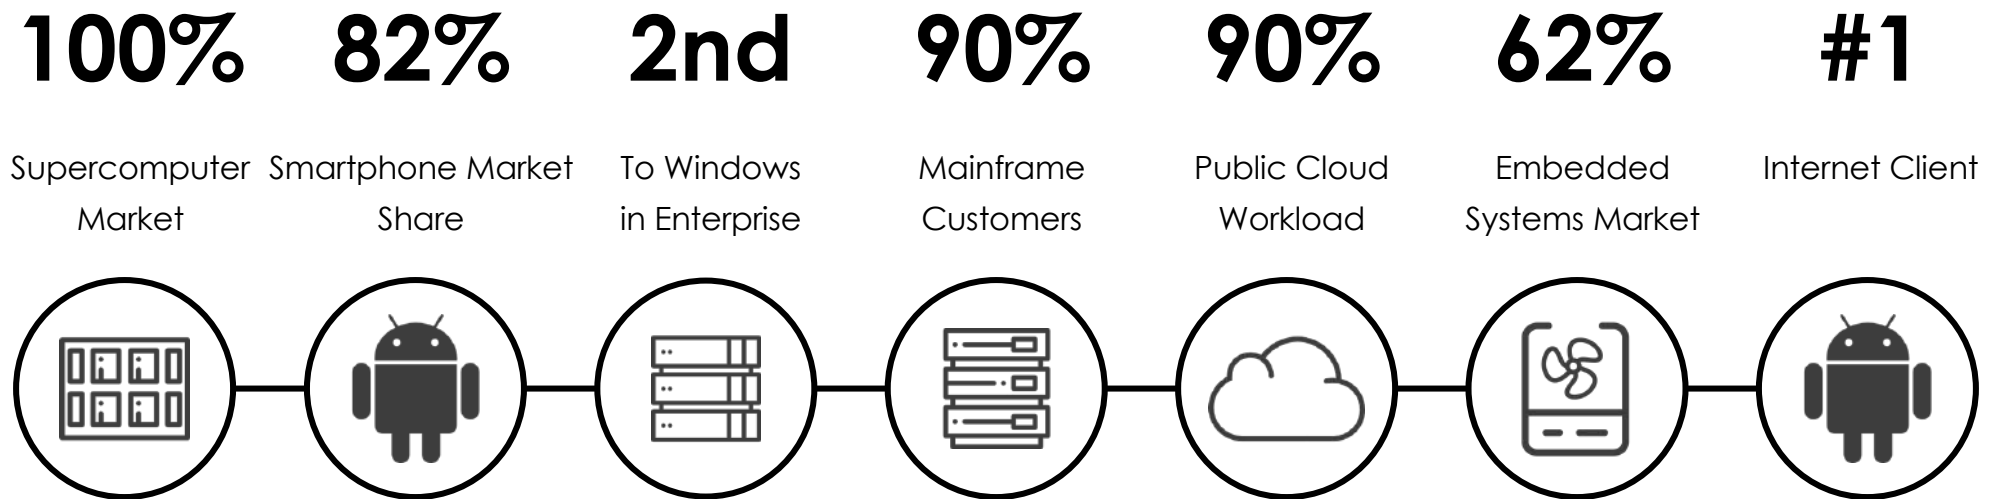 100%
82%
2nd
90%
90%
62%
#1
Supercomputer
Market
Smartphone Market
Share
To Windows
in Enterprise
Mainframe
Customers
Public Cloud
Workload
Embedded
Systems Market
Internet Client